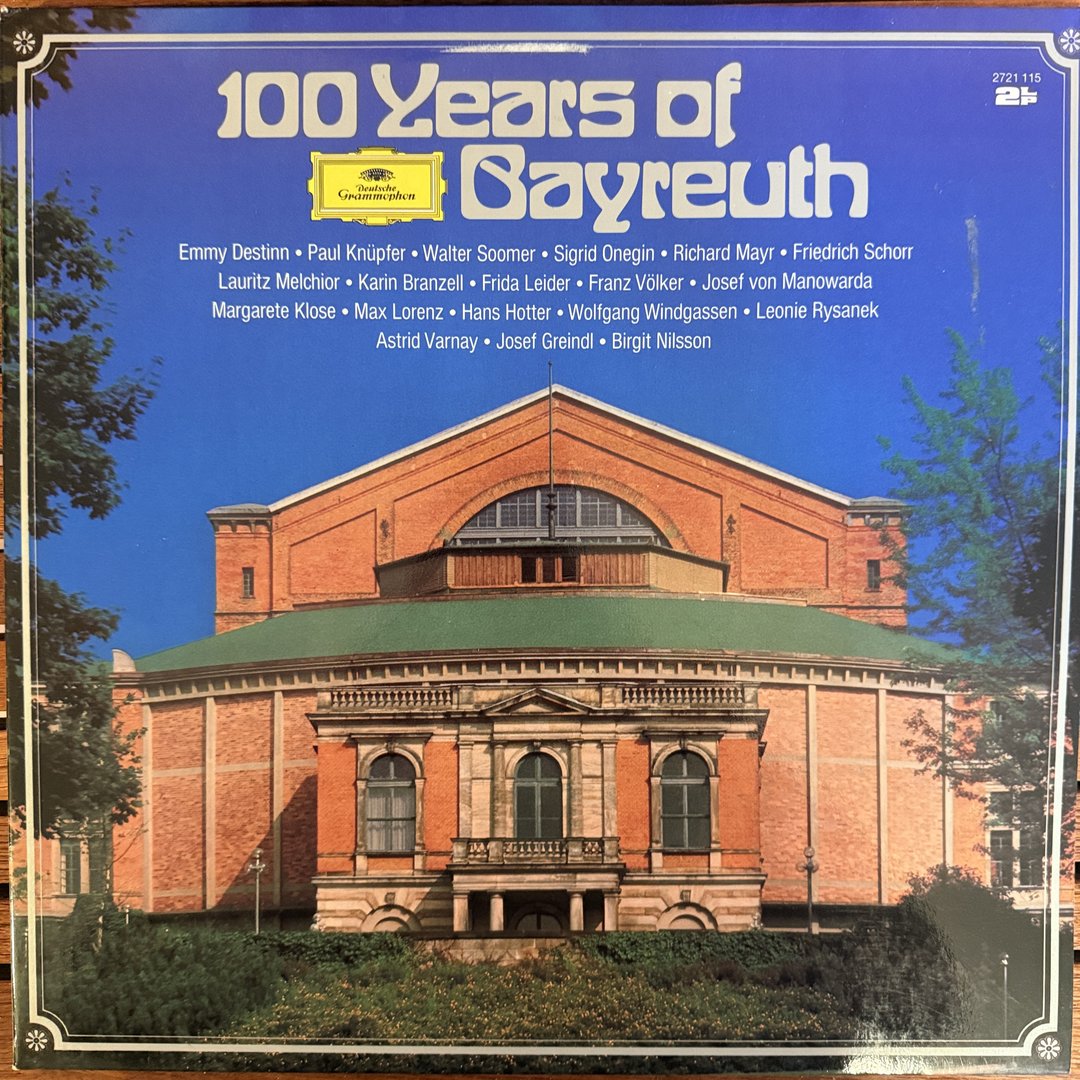 2721 115
2LP
100 Years of
Bayreuth
Deutsche
Grammophon
Emmy Destinn • Paul Knüpfer • Walter Soomer • Sigrid Onegin • Richard Mayr • Friedrich Schorr
Lauritz Melchior • Karin Branzell • Frida Leider • Franz Völker • Josef von Manowarda
Margarete Klose • Max Lorenz • Hans Hotter • Wolfgang Windgassen • Leonie Rysanek
Astrid Varnay • Josef Greindl • Birgit Nilsson